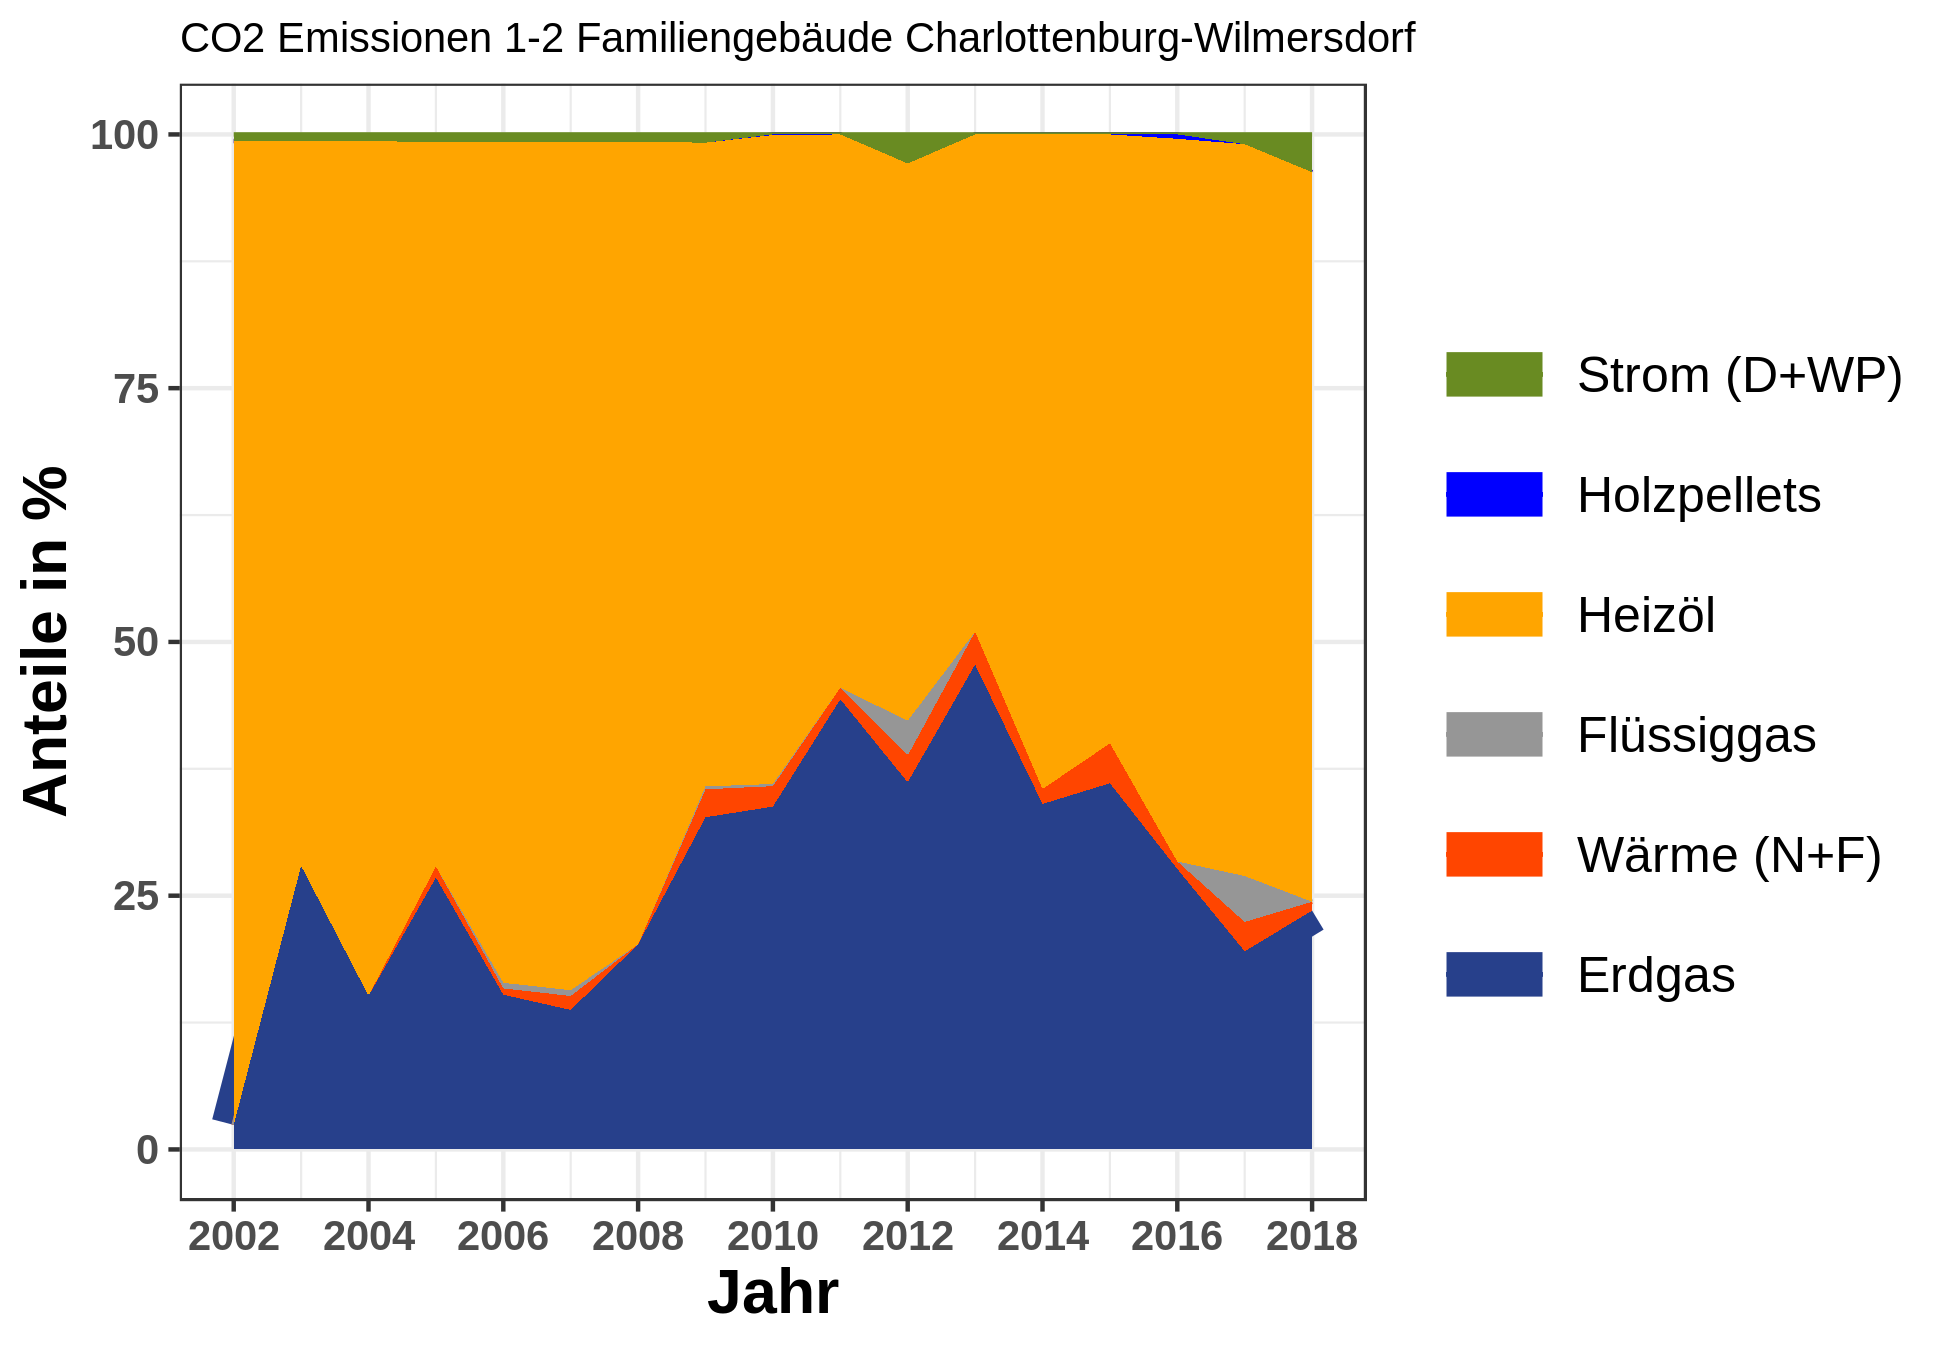 CO2 Emissionen 1-2 Familiengebäude Charlottenburg-Wilmersdorf
Anteile in %
100
75
50
25
0
2002 2004 2006 2008 2010 2012 2014 2016 2018
Jahr
Strom (D+WP)
Holzpellets
Heizöl
Flüssiggas
Wärme (N+F)
Erdgas